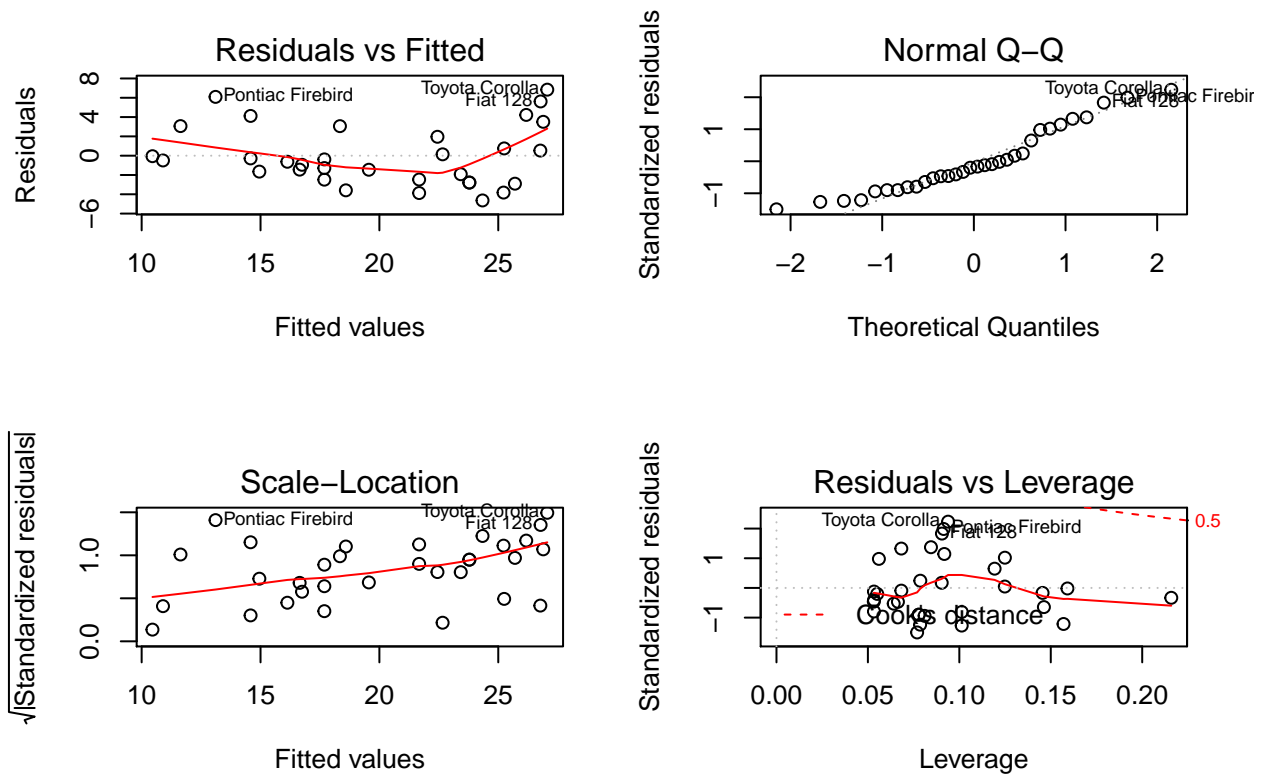 Residuals vs Fitted
Residuals
8
4
0
−6
Toyota Corolla
Pontiac Firebird
Fiat 128
10 15 20 25
Fitted values
Normal Q−Q
Standardized residuals
1
−1
Toyota Corolla
Fiat 128
Pontiac Firebir
−2 −1 0 1 2
Theoretical Quantiles
Scale−Location
√|Standardized residuals|
1.0
0.0
Toyota Corolla
Pontiac Firebird
Fiat 128
10 15 20 25
Fitted values
Residuals vs Leverage
Standardized residuals
1
−1
Toyota Corolla
Pontiac Firebird
Fiat 128
0.5
Cook's distance
0.00 0.05 0.10 0.15 0.20
Leverage